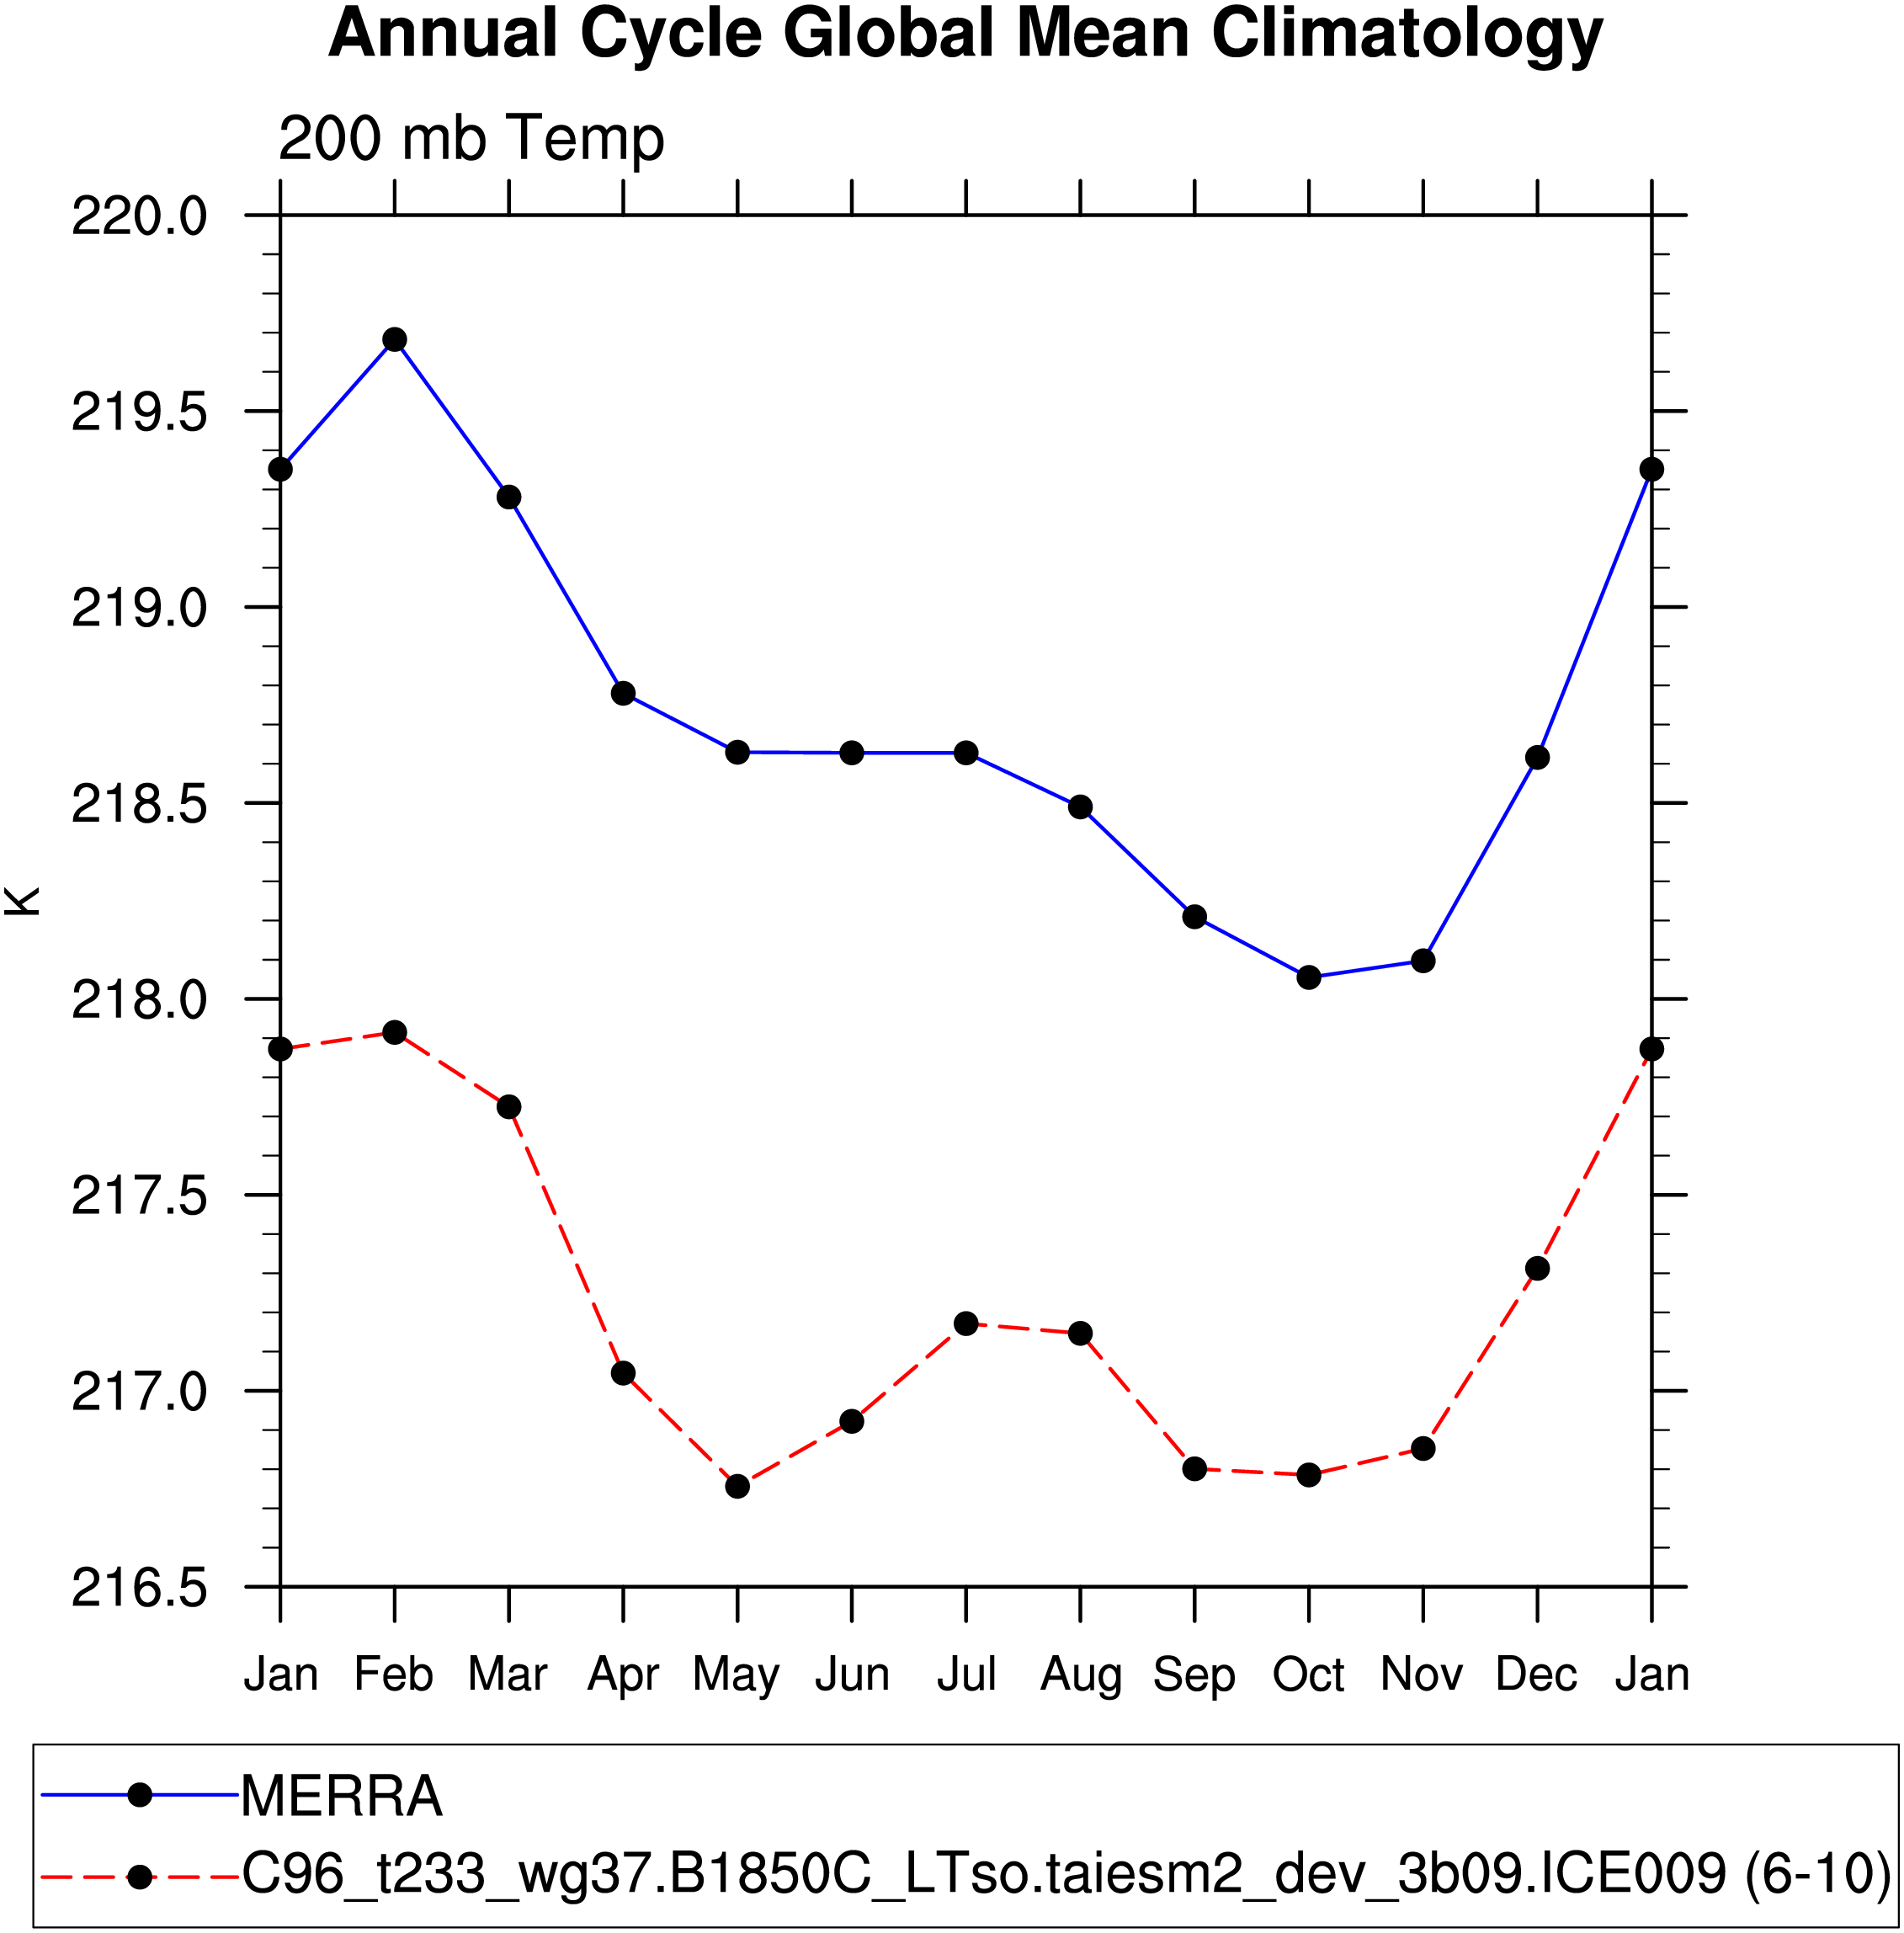 Annual Cycle Global Mean Climatology
200 mb Temp
220.0
219.5
219.0
218.5
K
218.0
217.5
217.0
216.5
Jan Feb Mar Apr May Jun Jul Aug Sep Oct Nov Dec Jan
MERRA
C96_t233_wg37.B1850C_LTso.taiesm2_dev_3b09.ICE009 (6-10)